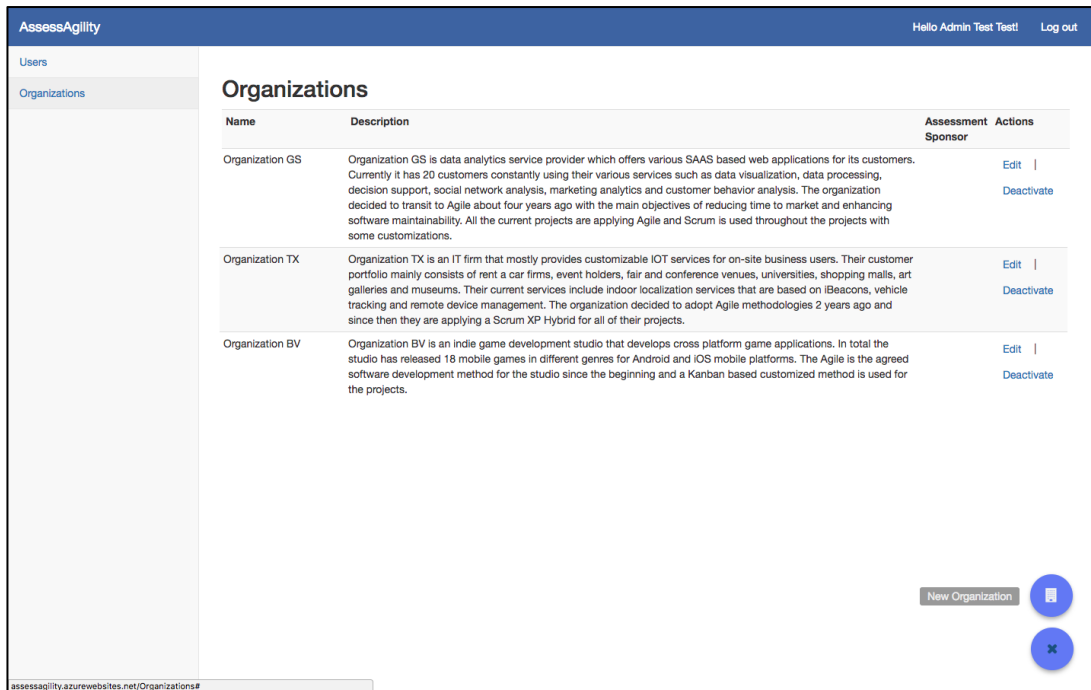 AssessAgility
Hello Admin Test Test!
Log out
Users
Organizations
Organizations
Name
Description
Assessment
Sponsor
Actions
Organization GS
Organization GS is data analytics service provider which offers various SAAS based web applications for its customers.
Currently it has 20 customers constantly using their various services such as data visualization, data processing,
decision support, social network analysis, marketing analytics and customer behavior analysis. The organization
decided to transit to Agile about four years ago with the main objectives of reducing time to market and enhancing
software maintainability. All the current projects are applying Agile and Scrum is used throughout the projects with
some customizations.
Edit |
Deactivate
Organization TX
Organization TX is an IT firm that mostly provides customizable IOT services for on-site business users. Their customer
portfolio mainly consists of rent a car firms, event holders, fair and conference venues, universities, shopping malls, art
galleries and museums. Their current services include indoor localization services that are based on iBeacons, vehicle
tracking and remote device management. The organization decided to adopt Agile methodologies 2 years ago and
since then they are applying a Scrum XP Hybrid for all of their projects.
Edit |
Deactivate
Organization BV
Organization BV is an indie game development studio that develops cross platform game applications. In total the
studio has released 18 mobile games in different genres for Android and iOS mobile platforms. The Agile is the agreed
software development method for the studio since the beginning and a Kanban based customized method is used for
the projects.
Edit |
Deactivate
New Organization
assessagility.azurewebsites.net/Organizations#